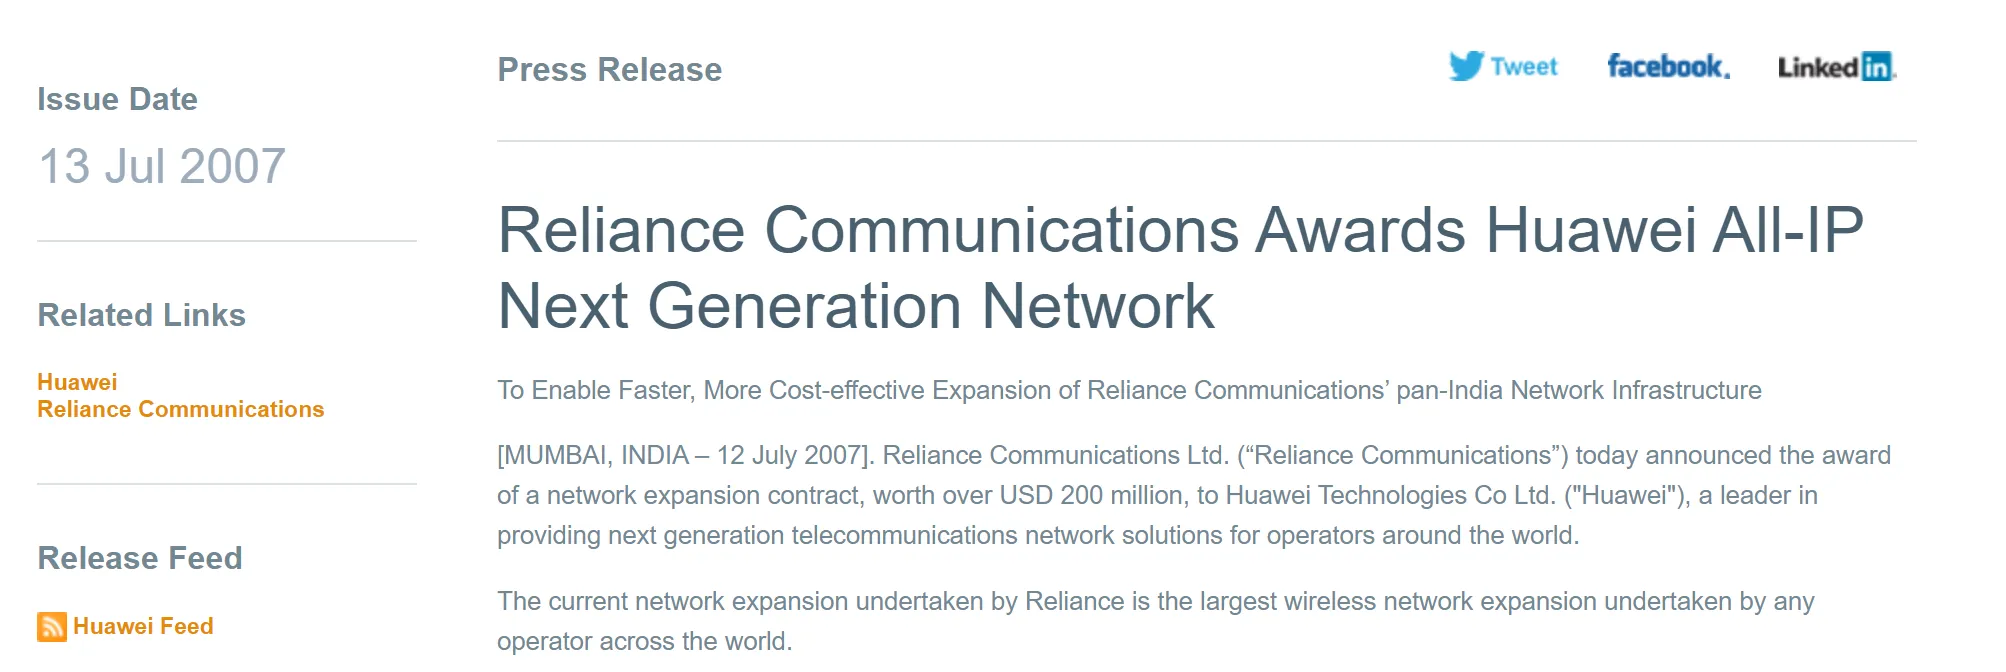 Issue Date
13 Jul 2007
Related Links
Huawei
Reliance Communications
Release Feed
Huawei Feed
Press Release
Tweet
facebook.
Linked in.
Reliance Communications Awards Huawei All-IP
Next Generation Network
To Enable Faster, More Cost-effective Expansion of Reliance Communications’ pan-India Network Infrastructure
[MUMBAI, INDIA – 12 July 2007]. Reliance Communications Ltd. (“Reliance Communications”) today announced the award
of a network expansion contract, worth over USD 200 million, to Huawei Technologies Co Ltd. ("Huawei"), a leader in
providing next generation telecommunications network solutions for operators around the world.
The current network expansion undertaken by Reliance is the largest wireless network expansion undertaken by any
operator across the world.